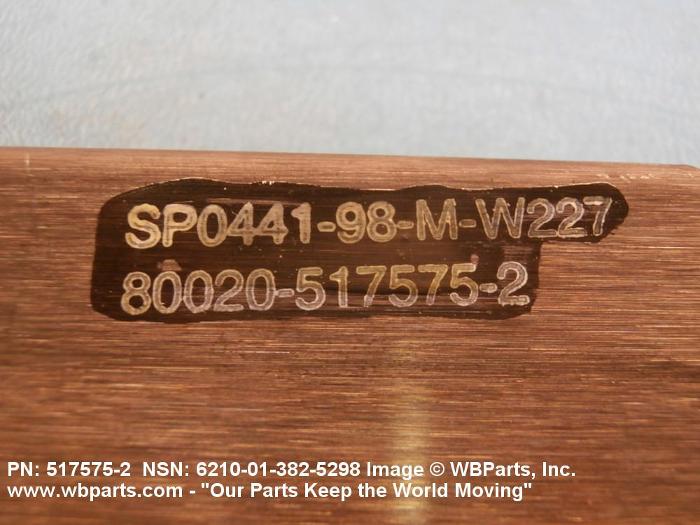 SP0441-98-M-W227
80020-517575-2
PN: 517575-2  NSN: 6210-01-382-5298 Image © WBParts, Inc.
www.wbparts.com - "Our Parts Keep the World Moving"